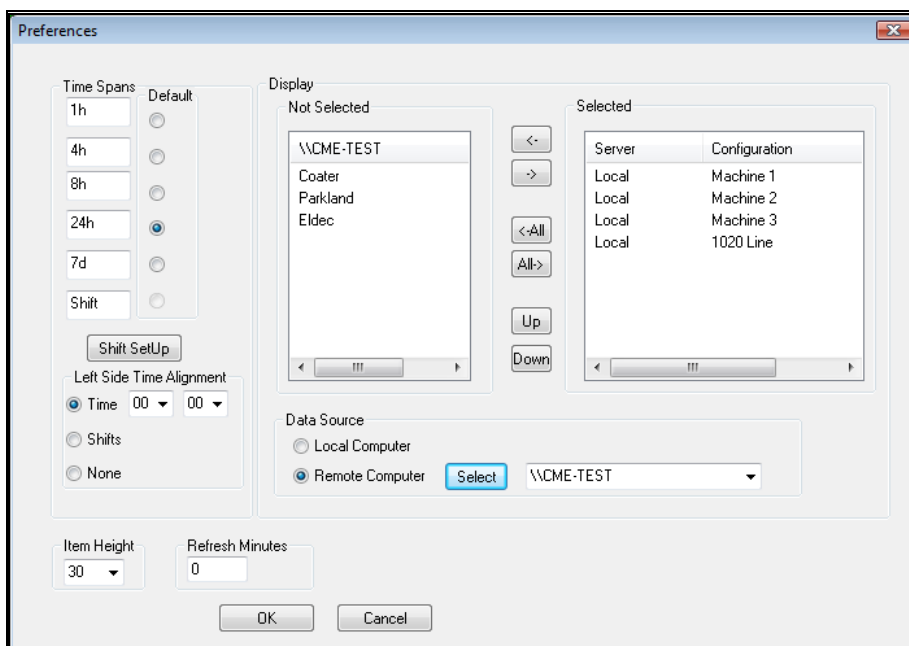 Preferences
Time Spans
Default
1h
4h
8h
24h
7d
Shift
Shift SetUp
Left Side Time Alignment
Time 00 00
Shifts
None
Display
Not Selected
\\CME-TEST
Coater
Parkland
Eldec
<-
->
<-All
All->
Up
Down
Selected
Server Configuration
Local Machine 1
Local Machine 2
Local Machine 3
Local 1020 Line
Data Source
Local Computer
Remote Computer Select \\CME-TEST
Item Height
30
Refresh Minutes
0
OK Cancel